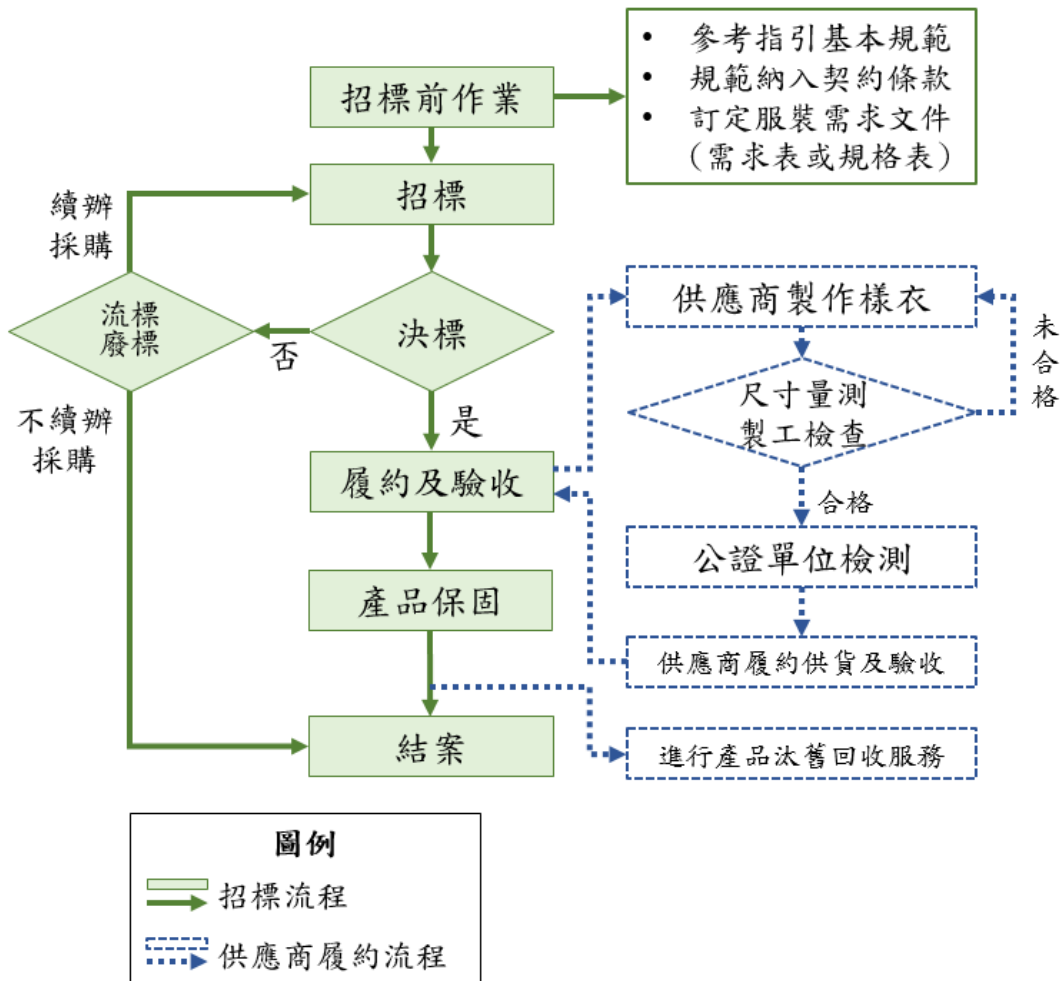 招標前作業
• 參考指引基本規範
• 規範納入契約條款
• 訂定服裝需求文件
(需求表或規格表)
招標
續辦
採購
流標
廢標
否
決標
是
不續辦
採購
履約及驗收
產品保固
結案
供應商製作樣衣
未
合
格
尺寸量測
製工檢查
合格
公證單位檢測
供應商履約供貨及驗收
進行產品汰舊回收服務
圖例
招標流程
供應商履約流程